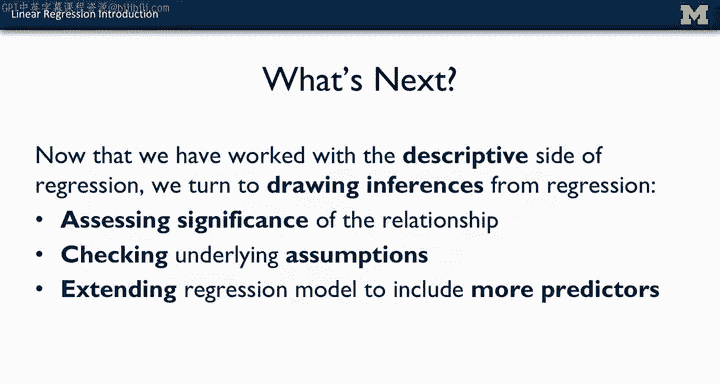 Linear Regression Introduction
M
What's Next?
Now that we have worked with the descriptive side of
regression, we turn to drawing inferences from regression:
• Assessing significance of the relationship
• Checking underlying assumptions
• Extending regression model to include more predictors